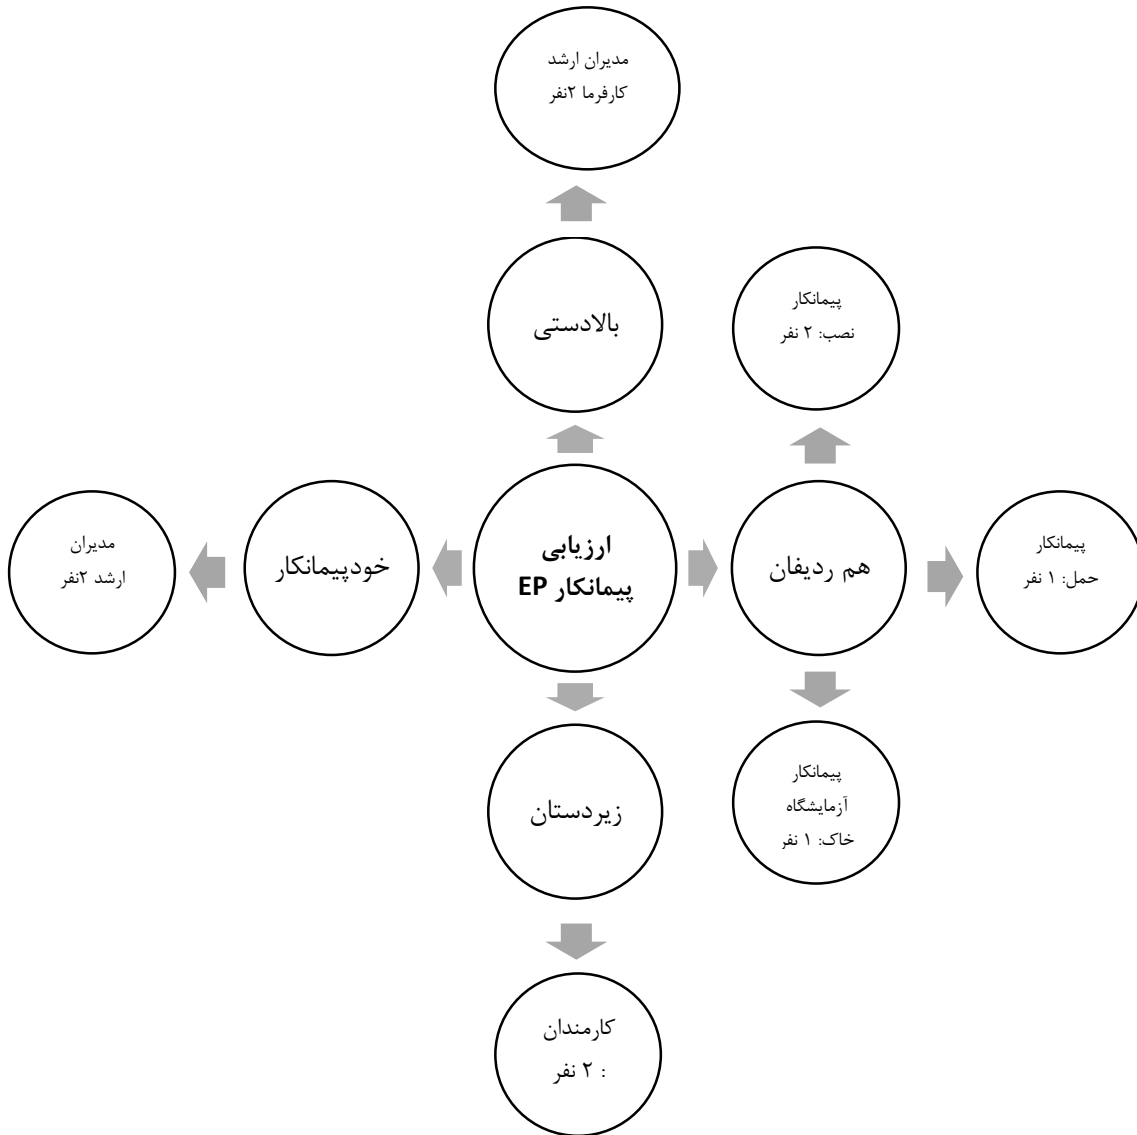 مدیران ارشد
کارفرما ۲نفر
بالادستی
پیمانکار
نصب: ۲ نفر
ارزیابی
پیمانکار EP
هم ردیفان
پیمانکار
حمل: ۱ نفر
خودپیمانکار
مدیران
ارشد ۲نفر
زیردستان
پیمانکار
آزمایشگاه
خاک: ۱ نفر
کارمندان
: ۲ نفر